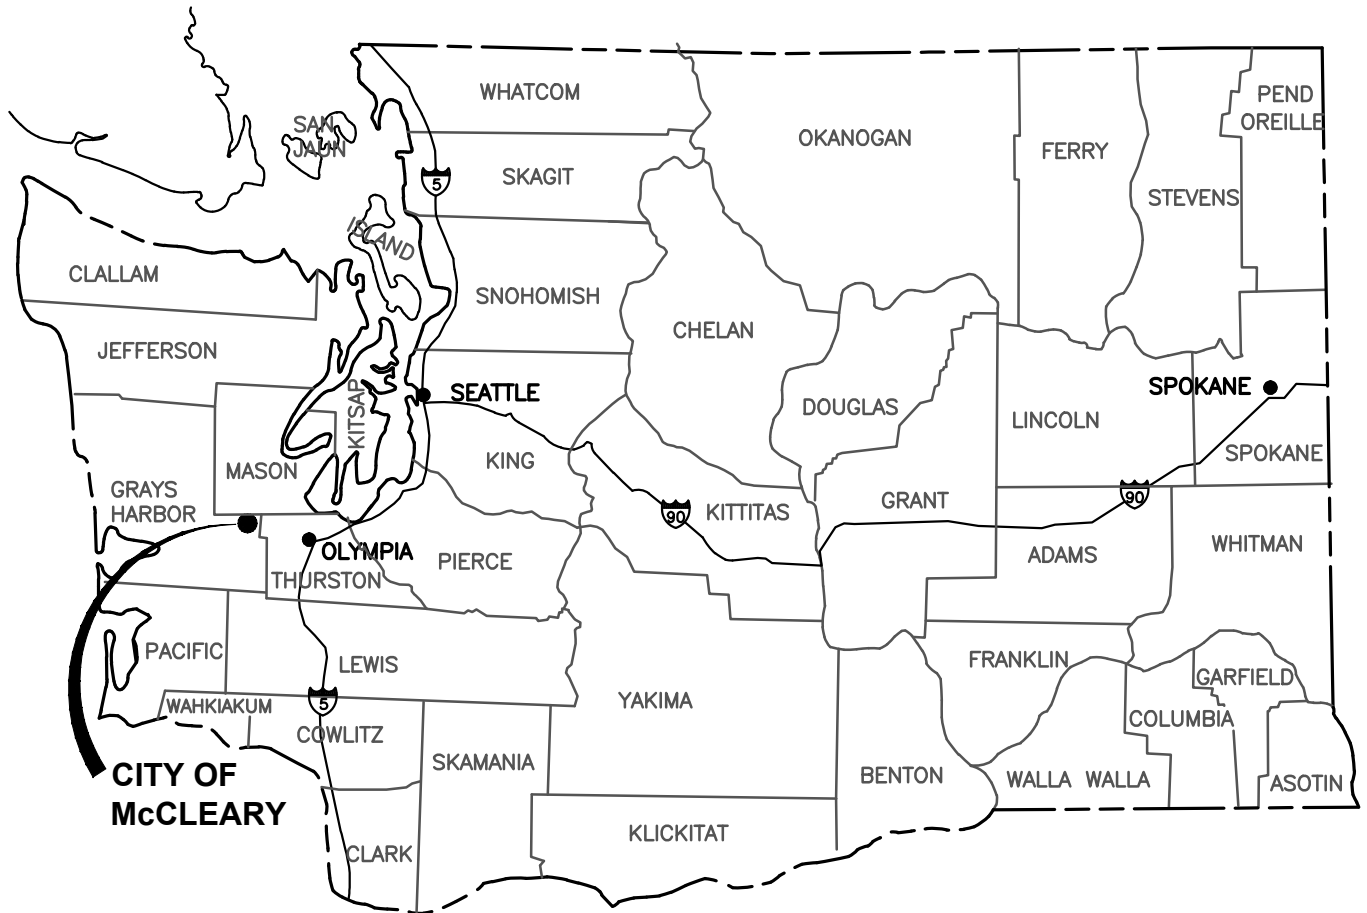 WHATCOM
PEND
OREILLE
SAN
JAUN
OKANOGAN
FERRY
SKAGIT
5
STEVENS
ISLAND
CLALLAM
SNOHOMISH
CHELAN
JEFFERSON
SEATTLE
SPOKANE
DOUGLAS
KITSAP
LINCOLN
MASON
KING
SPOKANE
GRAYS
HARBOR
90
KITTITAS
GRANT
90
OLYMPIA
THURSTON
PIERCE
ADAMS
WHITMAN
PACIFIC
LEWIS
FRANKLIN
GARFIELD
WAHKIAKUM
5
YAKIMA
COLUMBIA
COWLITZ
SKAMANIA
BENTON
WALLA WALLA
ASOTIN
CITY OF
McCLEARY
KLICKITAT
CLARK